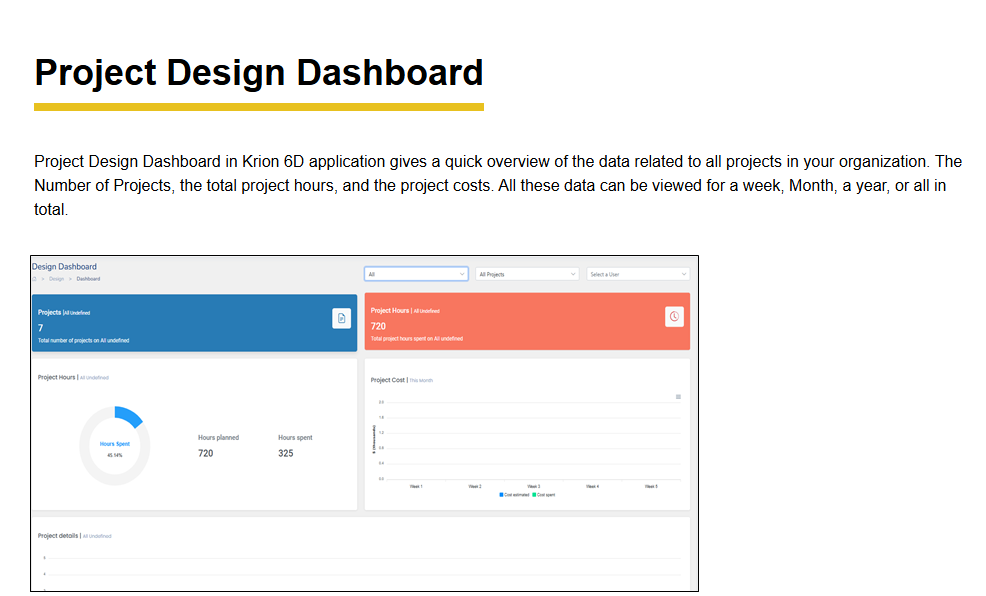 Project Design Dashboard
Project Design Dashboard in Krion 6D application gives a quick overview of the data related to all projects in your organization. The
Number of Projects, the total project hours, and the project costs. All these data can be viewed for a week, Month, a year, or all in
total.
Design Dashboard
> Design > Dashboard
All
All Projects
Select a User
Projects |All Undefined
7
Total number of projects on All undefined
Project Hours | All Undefined
720
Total project hours spent on All undefined
Project Hours | All Undefined
Hours Spent
45.14%
Hours planned
720
Hours spent
325
Project Cost | This Month
2.0
1.6
1.2
0.8
0.4
0.0
$ (thousands)
Week 1 Week 2 Week 3 Week 4 Week 5
Cost estimated Cost spent
Project details | All Undefined